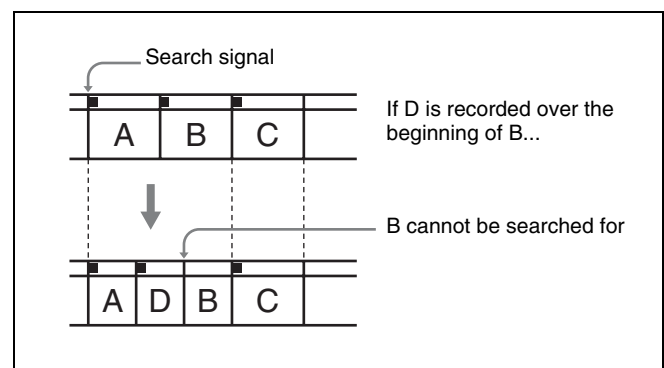 Search signal
A B C
If D is recorded over the
beginning of B...
B cannot be searched for
A D B C